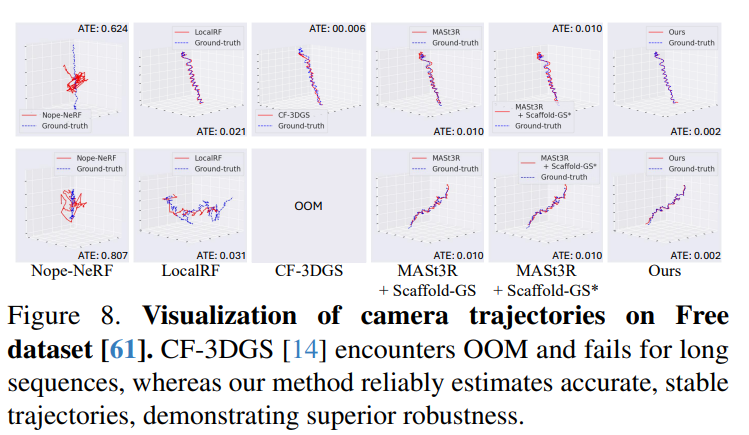 ATE: 0.624
Nope-NeRF
Ground-truth
LocalRF
Ground-truth
ATE: 0.021
ATE: 00.006
CF-3DGS
Ground-truth
MASt3R
Ground-truth
ATE: 0.010
ATE: 0.010
MASt3R
+ Scaffold-GS*
Ground-truth
Ours
Ground-truth
ATE: 0.002
Nope-NeRF
Ground-truth
ATE: 0.807
LocalRF
Ground-truth
ATE: 0.031
OOM
MASt3R
Ground-truth
ATE: 0.010
MASt3R
+ Scaffold-GS*
Ground-truth
ATE: 0.010
Ours
Ground-truth
ATE: 0.002
Nope-NeRF
LocalRF
CF-3DGS
MASt3R
+ Scaffold-GS
MASt3R
+ Scaffold-GS*
Ours
Figure 8. Visualization of camera trajectories on Free
dataset [61]. CF-3DGS [14] encounters OOM and fails for long
sequences, whereas our method reliably estimates accurate, stable
trajectories, demonstrating superior robustness.